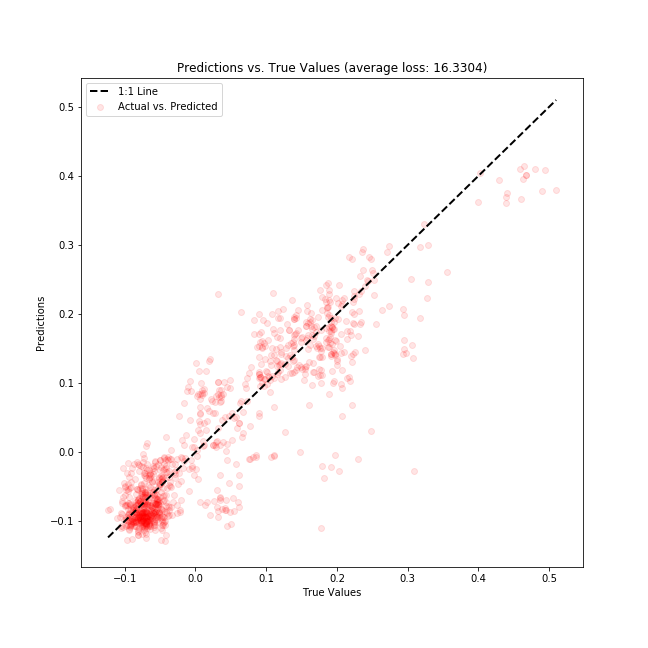 Predictions vs. True Values (average loss: 16.3304)
1:1 Line
Actual vs. Predicted
0.5
0.4
0.3
0.2
0.1
0.0
−0.1
Predictions
−0.1 0.0 0.1 0.2 0.3 0.4 0.5
True Values